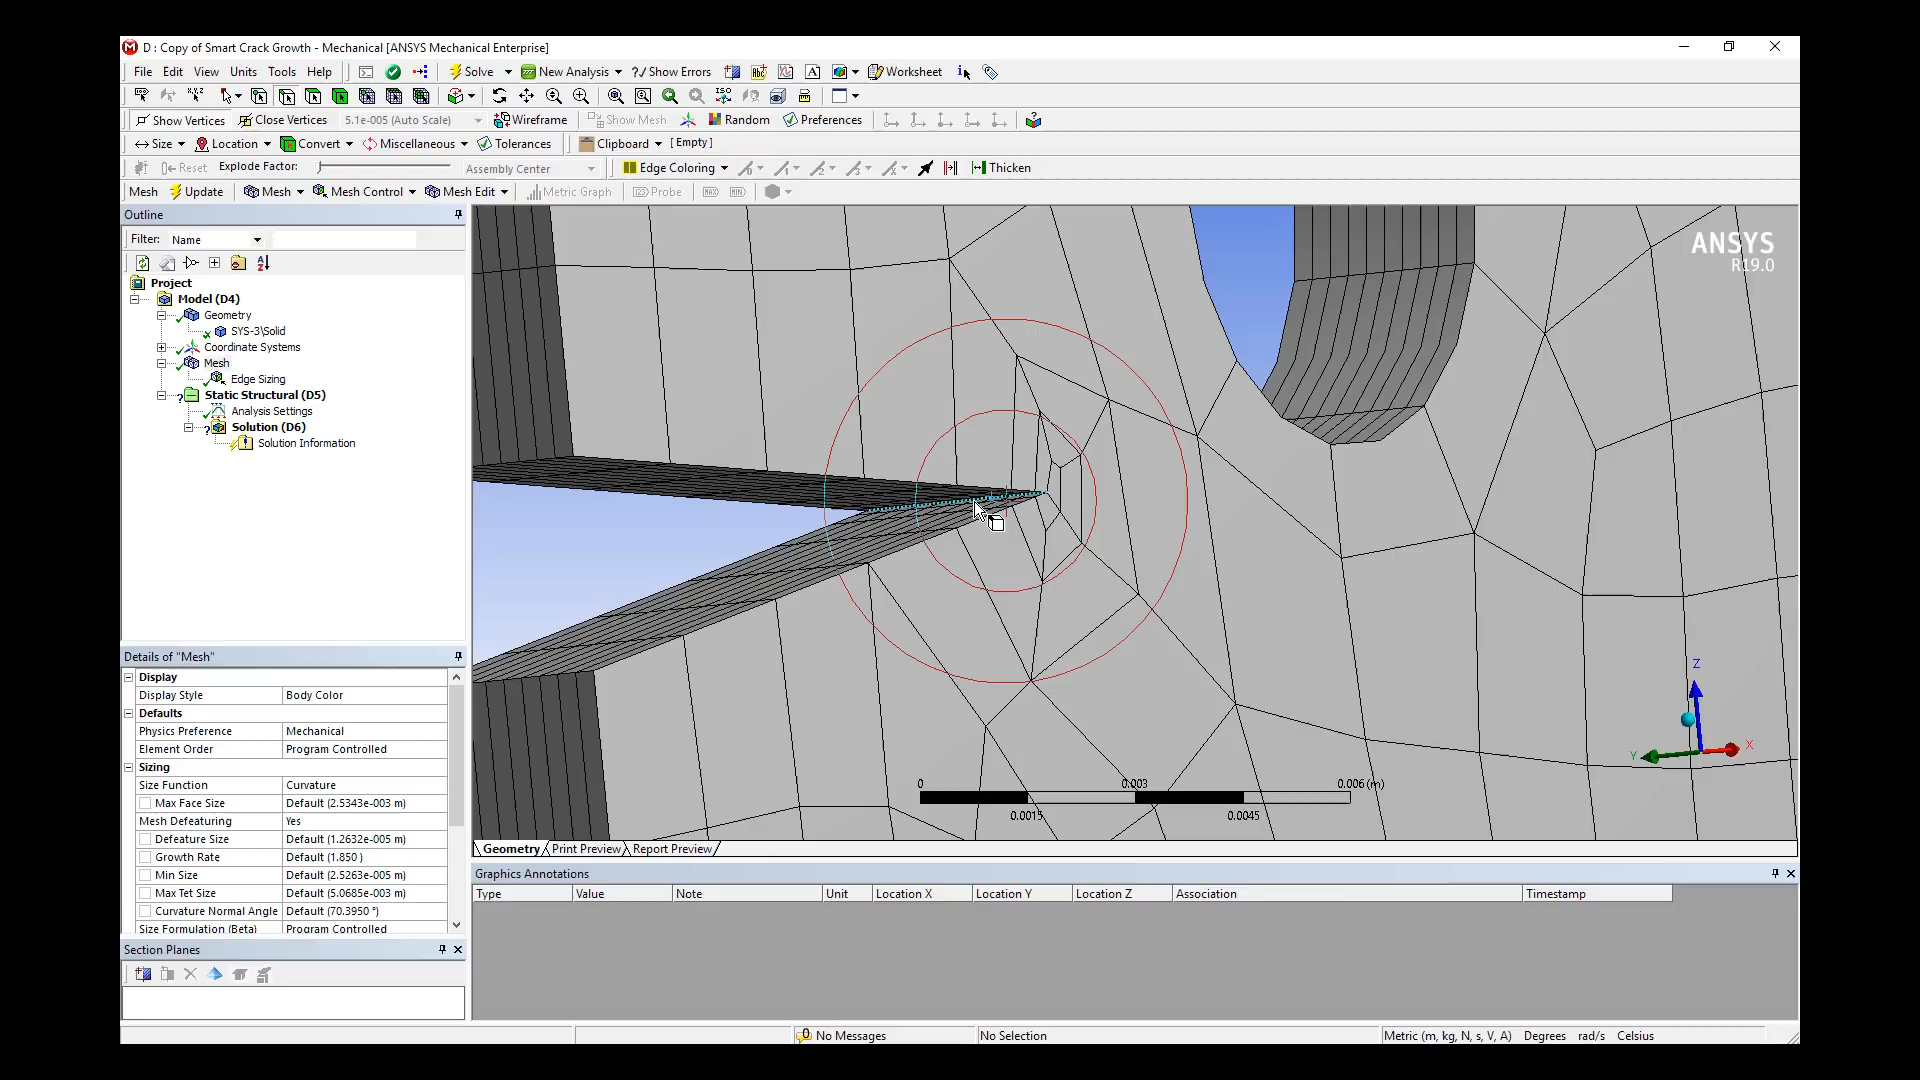 D : Copy of Smart Crack Growth - Mechanical [ANSYS Mechanical Enterprise]
File Edit View Units Tools Help Solve New Analysis ?/ Show Errors Worksheet
Show Vertices Close Vertices 5.1e-005 (Auto Scale) Wireframe Show Mesh Random Preferences
Size Location Convert Miscellaneous Tolerances Clipboard [ Empty ]
Reset Explode Factor: Assembly Center Edge Coloring Thicken
Mesh Update Mesh Mesh Control Mesh Edit Metric Graph Probe MAX MIN
Outline
Filter: Name
Project
Model (D4)
Geometry
SYS-3\Solid
Coordinate Systems
Mesh
Edge Sizing
Static Structural (D5)
Analysis Settings
Solution (D6)
Solution Information
Details of "Mesh"
Display
Display Style Body Color
Defaults
Physics Preference Mechanical
Element Order Program Controlled
Sizing
Size Function Curvature
Max Face Size Default (2.5343e-003 m)
Mesh Defeaturing Yes
Defeature Size Default (1.2632e-005 m)
Growth Rate Default (1.850 )
Min Size Default (2.5263e-005 m)
Max Tet Size Default (5.0685e-003 m)
Curvature Normal Angle Default (70.3950 °)
Size Formulation (Beta) Program Controlled
Section Planes
ANSYS
R19.0
Z
Y
X
0 0.003 0.006 (m)
0.0015 0.0045
Geometry Print Preview Report Preview
Graphics Annotations
Type Value Note Unit Location X Location Y Location Z Association Timestamp
No Messages No Selection Metric (m, kg, N, s, V, A) Degrees rad/s Celsius